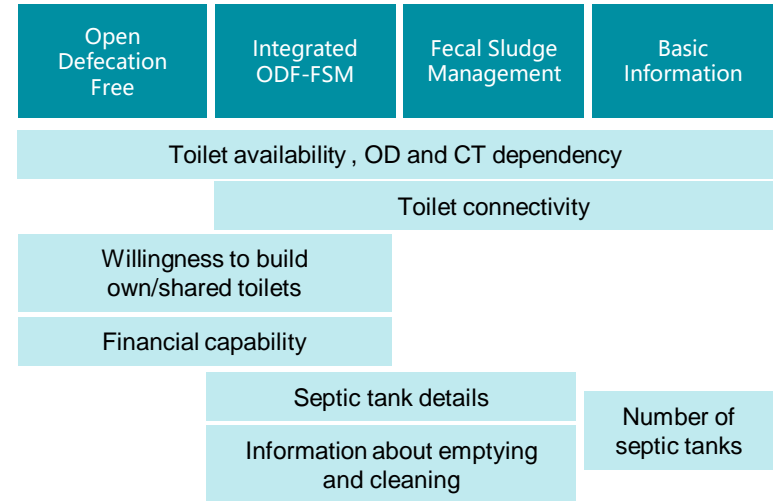 Open
Defecation
Free
Integrated
ODF-FSM
Fecal Sludge
Management
Basic
Information
Toilet availability , OD and CT dependency
Toilet connectivity
Willingness to build
own/shared toilets
Financial capability
Septic tank details
Information about emptying
and cleaning
Number of
septic tanks